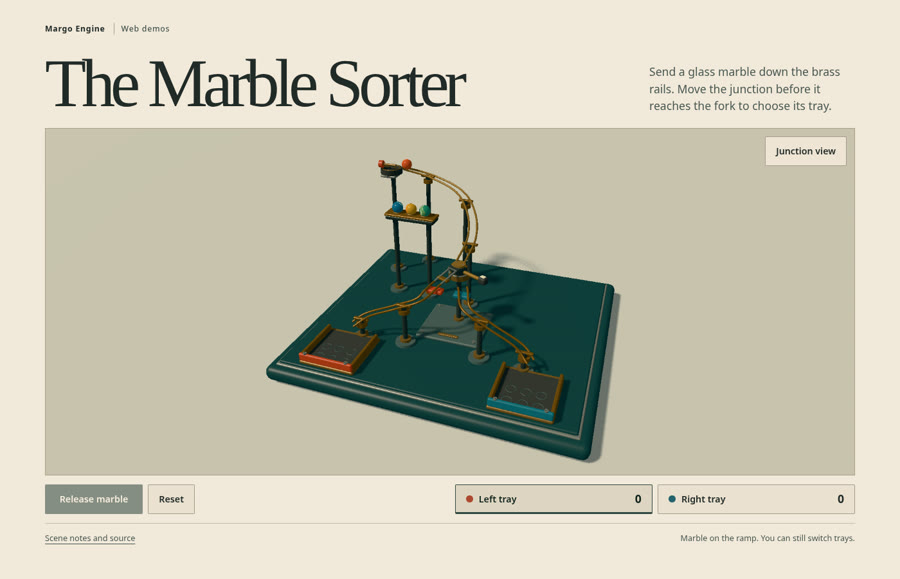 Margo Engine
Web demos
The Marble Sorter
Send a glass marble down the brass
rails. Move the junction before it
reaches the fork to choose its tray.
Junction view
Release marble
Reset
Left tray
0
Right tray
0
Scene notes and source
Marble on the ramp. You can still switch trays.